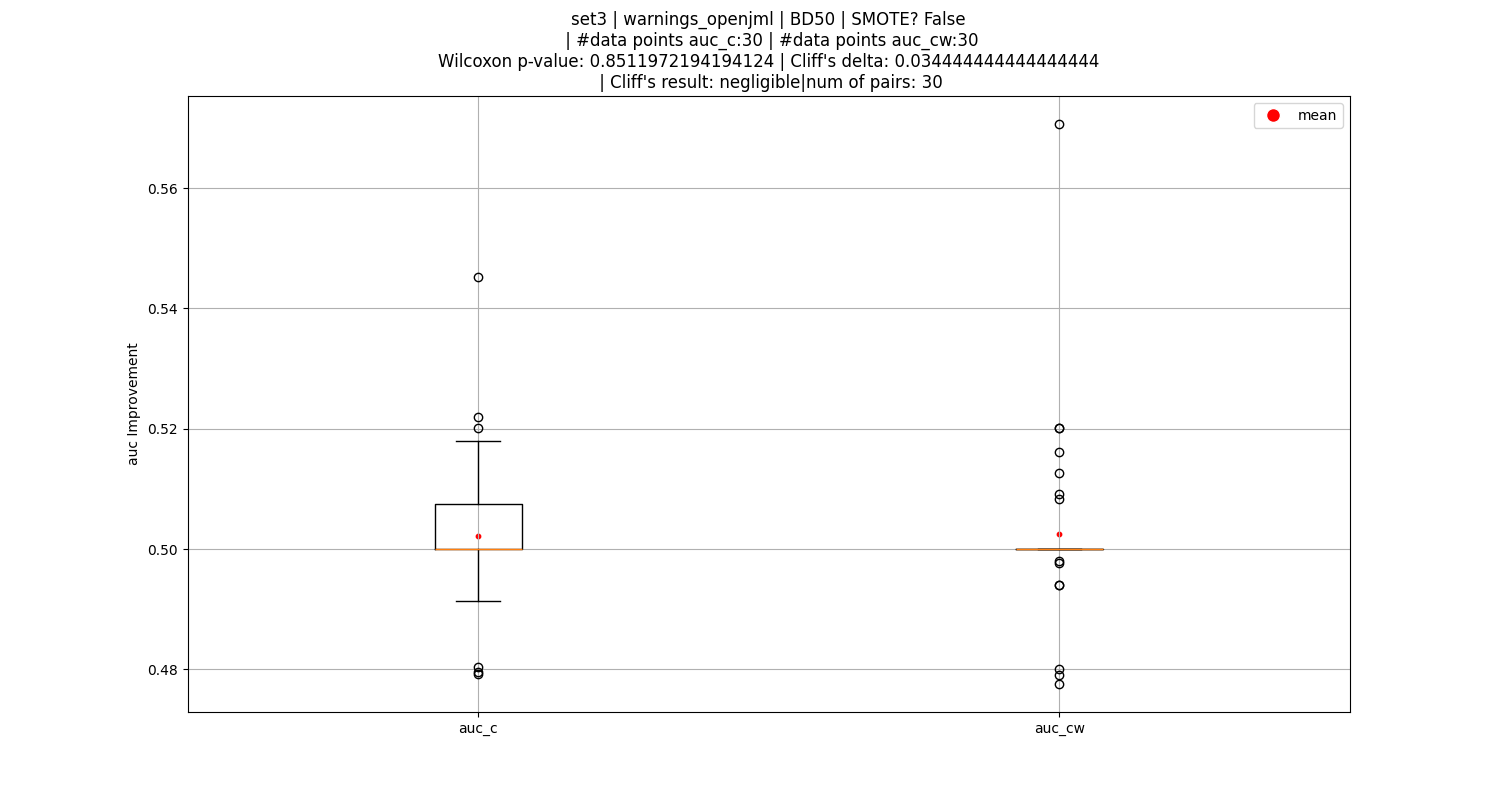 set3 | warnings_openjml | BD50 | SMOTE? False
| #data points auc_c:30 | #data points auc_cw:30
Wilcoxon p-value: 0.8511972194194124 | Cliff's delta: 0.034444444444444444
| Cliff's result: negligible|num of pairs: 30
mean
0.56
0.54
0.52
0.50
0.48
auc Improvement
auc_c
auc_cw